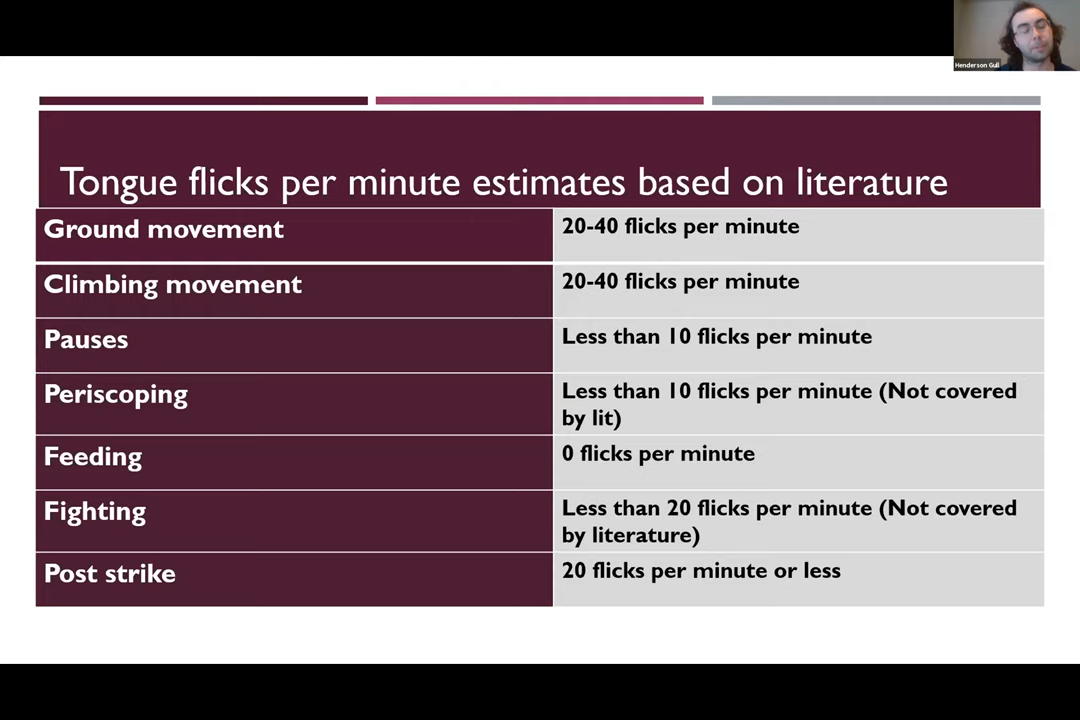 Henderson Gull
Tongue flicks per minute estimates based on literature
Ground movement
20-40 flicks per minute
Climbing movement
20-40 flicks per minute
Pauses
Less than 10 flicks per minute
Periscoping
Less than 10 flicks per minute (Not covered
by lit)
Feeding
0 flicks per minute
Fighting
Less than 20 flicks per minute (Not covered
by literature)
Post strike
20 flicks per minute or less